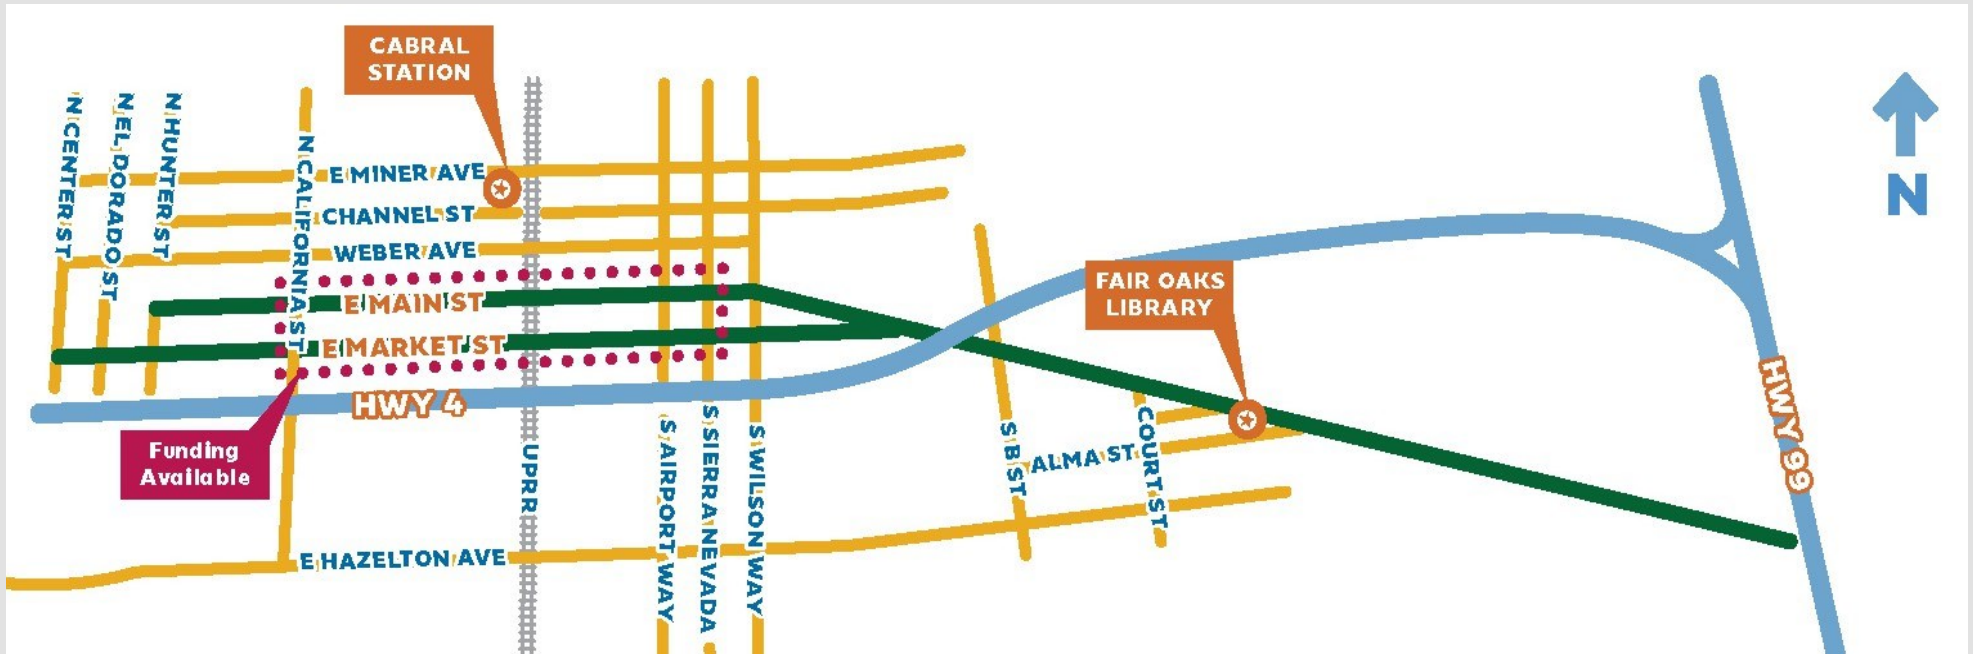 CABRAL
STATION
N CENTER ST
N EL DORADO ST
N HUNTER ST
N CALIFORNIA ST
E MINER AVE
CHANNEL ST
WEBER AVE
E MAIN ST
E MARKET ST
HWY 4
Funding
Available
UPRR
S AIRPORT WAY
S SIERRA NEVADA
S WILSON WAY
E HAZELTON AVE
S B ST
ALMA ST
COURT ST
FAIR OAKS
LIBRARY
HWY 99
N